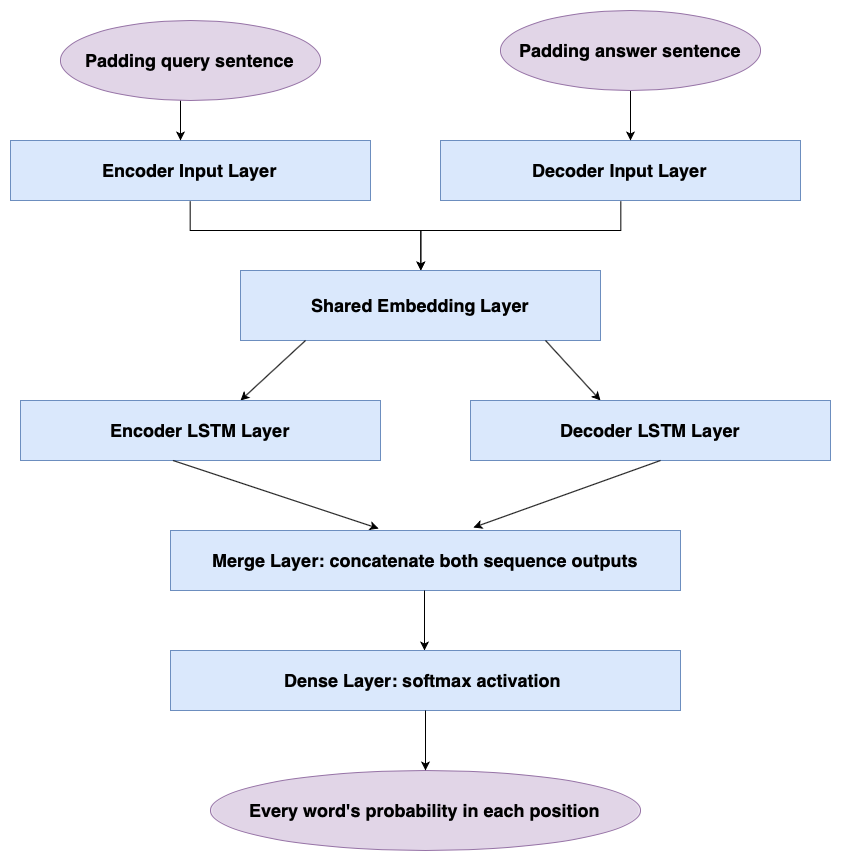 Padding query sentence
Padding answer sentence
Encoder Input Layer
Decoder Input Layer
Shared Embedding Layer
Encoder LSTM Layer
Decoder LSTM Layer
Merge Layer: concatenate both sequence outputs
Dense Layer: softmax activation
Every word's probability in each position